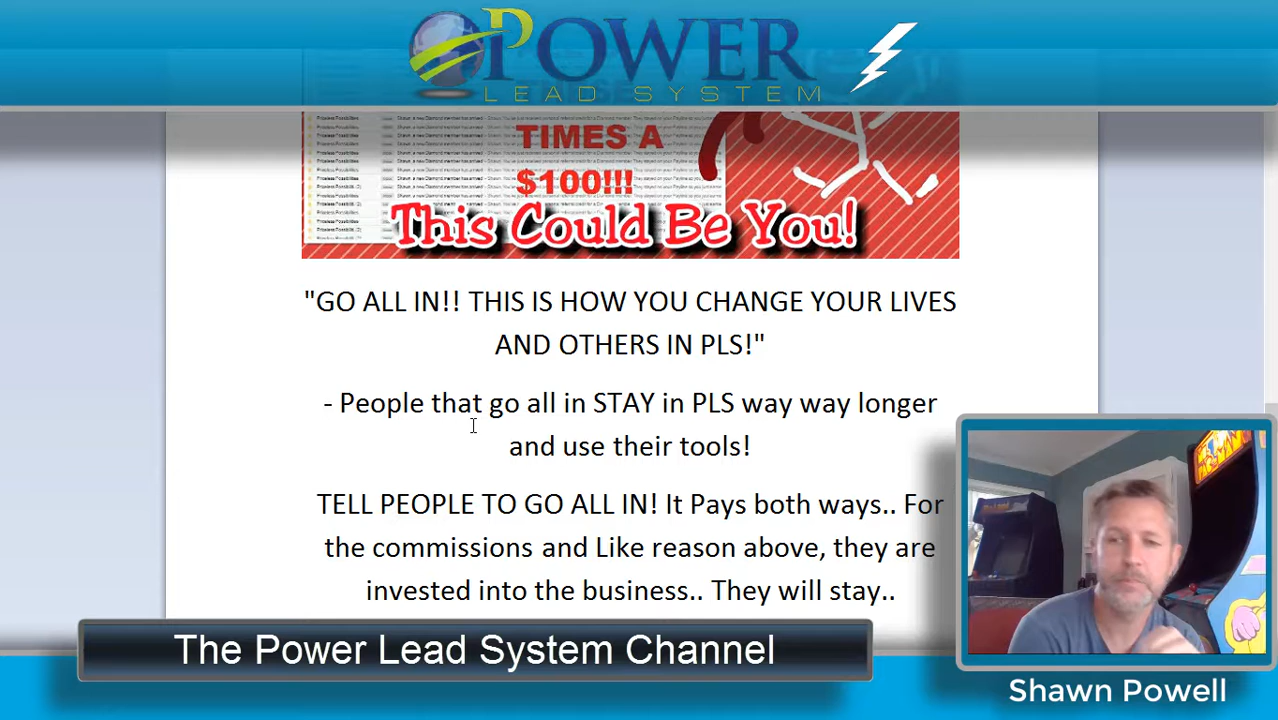 POWER
LEAD SYSTEM
TIMES A
$100!!!
This Could Be You!
"GO ALL IN!! THIS IS HOW YOU CHANGE YOUR LIVES
AND OTHERS IN PLS!"
- People that go all in STAY in PLS way way longer
and use their tools!
TELL PEOPLE TO GO ALL IN! It Pays both ways.. For
the commissions and Like reason above, they are
invested into the business.. They will stay..
The Power Lead System Channel
Shawn Powell